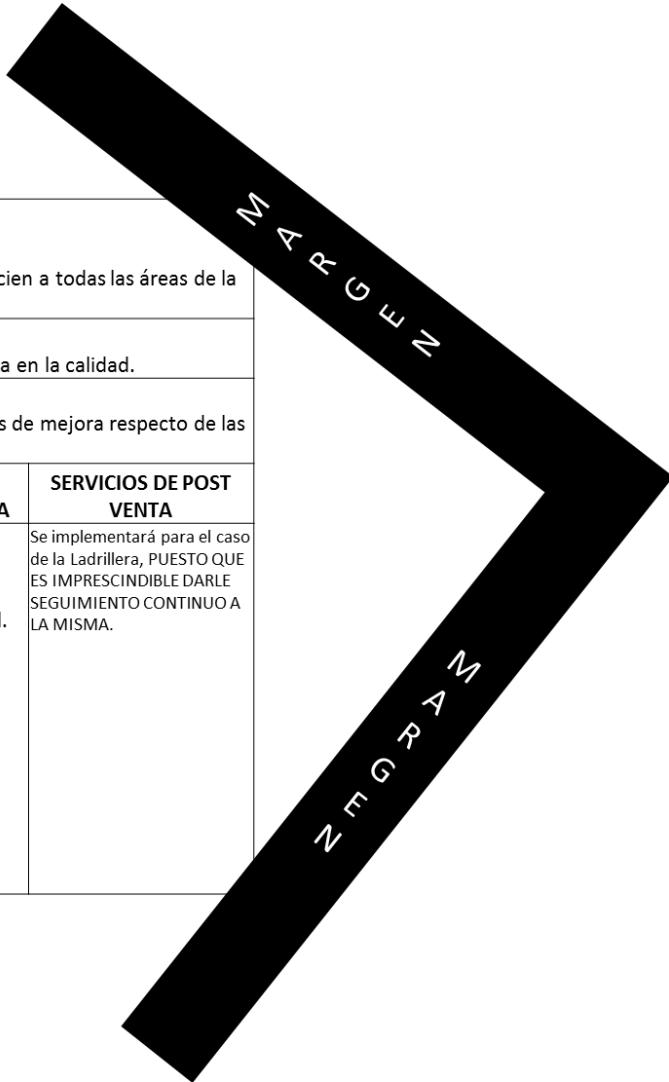 MARGEN
cien a todas las áreas de la
a en la calidad.
s de mejora respecto de las
A
SERVICIOS DE POST
VENTA
Se implementará para el caso
de la Ladrillera, PUESTO QUE
ES IMPRESCINDIBLE DARLE
SEGUIMIENTO CONTINUO A
LA MISMA.
l.
MARGEN